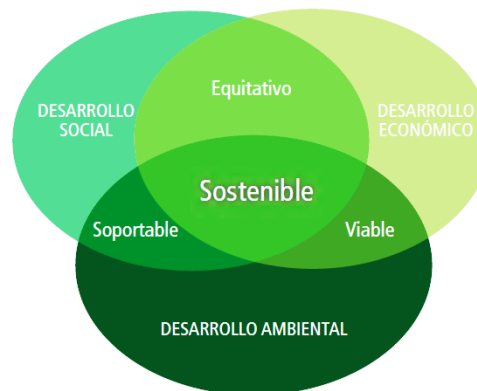 Equitativo
DESARROLLO
SOCIAL
DESARROLLO
ECONÓMICO
Sostenible
Soportable
Viable
DESARROLLO AMBIENTAL